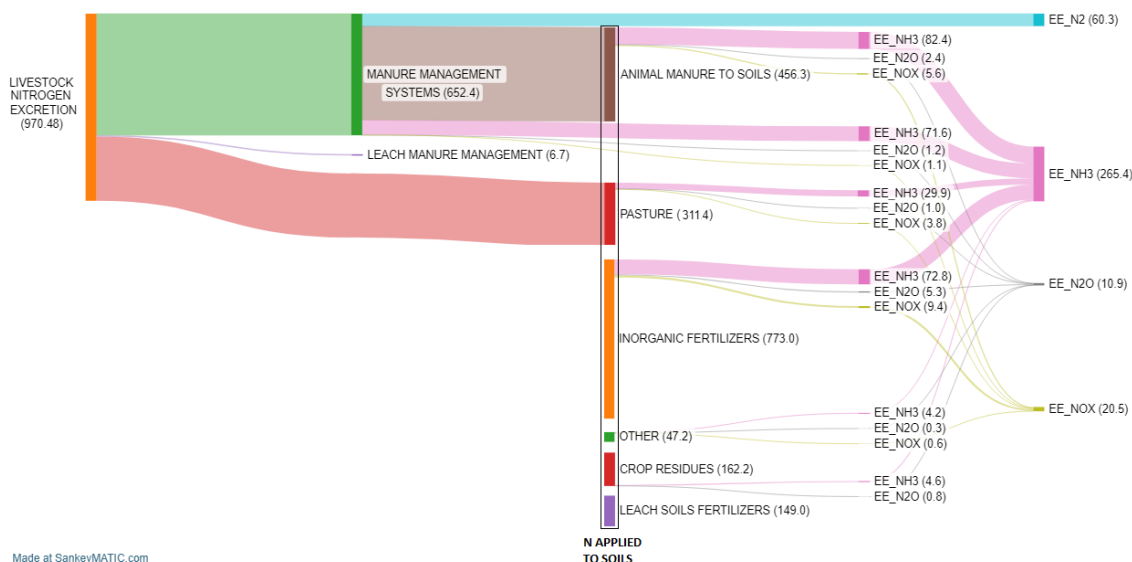 EE_N2 (60.3)
EE_NH3 (82.4)
EE_N2O (2.4)
EE_NOX (5.6)
LIVESTOCK
NITROGEN
EXCRETION
(970.48)
MANURE MANAGEMENT
SYSTEMS (652.4)
ANIMAL MANURE TO SOILS (456.3)
EE_NH3 (71.6)
EE_N2O (1.2)
EE_NOX (1.1)
LEACH MANURE MANAGEMENT (6.7)
EE_NH3 (265.4)
EE_NH3 (29.9)
EE_N2O (1.0)
EE_NOX (3.8)
PASTURE (311.4)
EE_NH3 (72.8)
EE_N2O (5.3)
EE_NOX (9.4)
EE_N2O (10.9)
INORGANIC FERTILIZERS (773.0)
EE_NOX (20.5)
EE_NH3 (4.2)
EE_N2O (0.3)
EE_NOX (0.6)
OTHER (47.2)
CROP RESIDUES (162.2)
EE_NH3 (4.6)
EE_N2O (0.8)
LEACH SOILS FERTILIZERS (149.0)
N APPLIED
TO SOILS
Made at SankeyMATIC.com